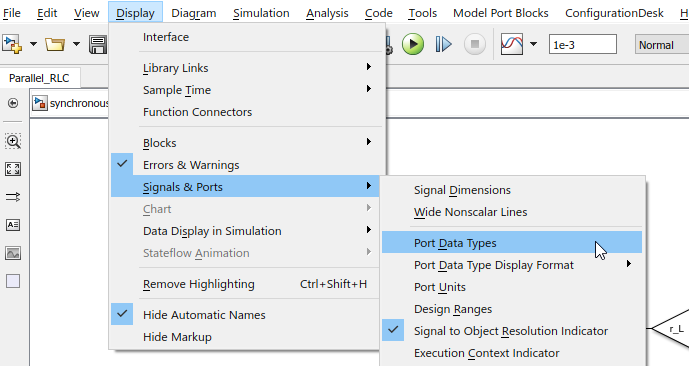 File Edit View Display Diagram Simulation Analysis Code Tools Model Port Blocks ConfigurationDesk H
1e-3 Normal
Parallel_RLC
synchronous
Interface
Library Links
Sample Time
Function Connectors
Blocks
Errors & Warnings
Signals & Ports
Chart
Data Display in Simulation
Stateflow Animation
Remove Highlighting Ctrl+Shift+H
Hide Automatic Names
Hide Markup
Signal Dimensions
Wide Nonscalar Lines
Port Data Types
Port Data Type Display Format
Port Units
Design Ranges
Signal to Object Resolution Indicator
Execution Context Indicator
r_L